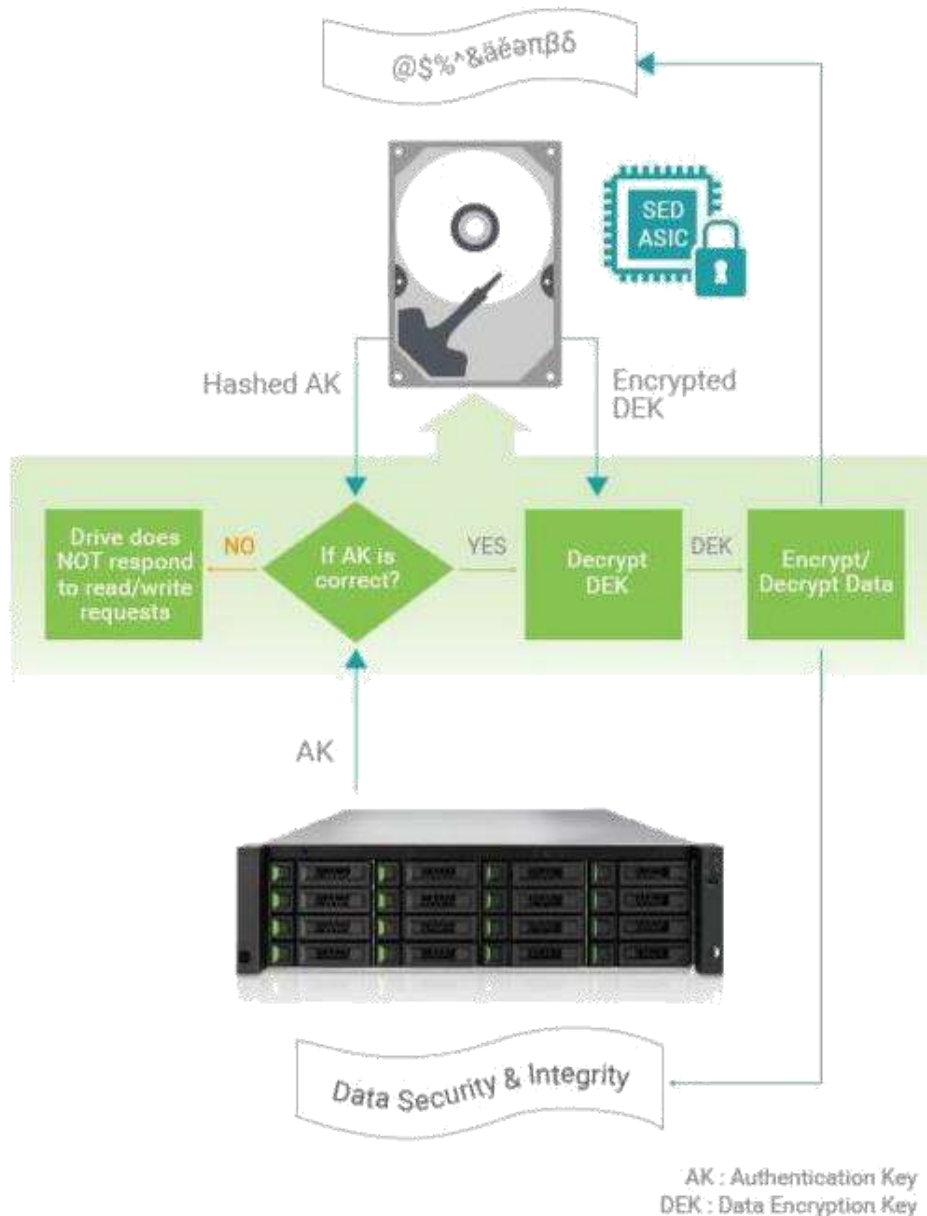 @$%^&äěəπβδ
SED
ASIC
Hashed AK
Encrypted
DEK
Drive does
NOT respond
to read/write
requests
NO
If AK is
correct?
YES
Decrypt
DEK
DEK
Encrypt/
Decrypt Data
AK
Data Security & Integrity
AK : Authentication Key
DEK : Data Encryption Key